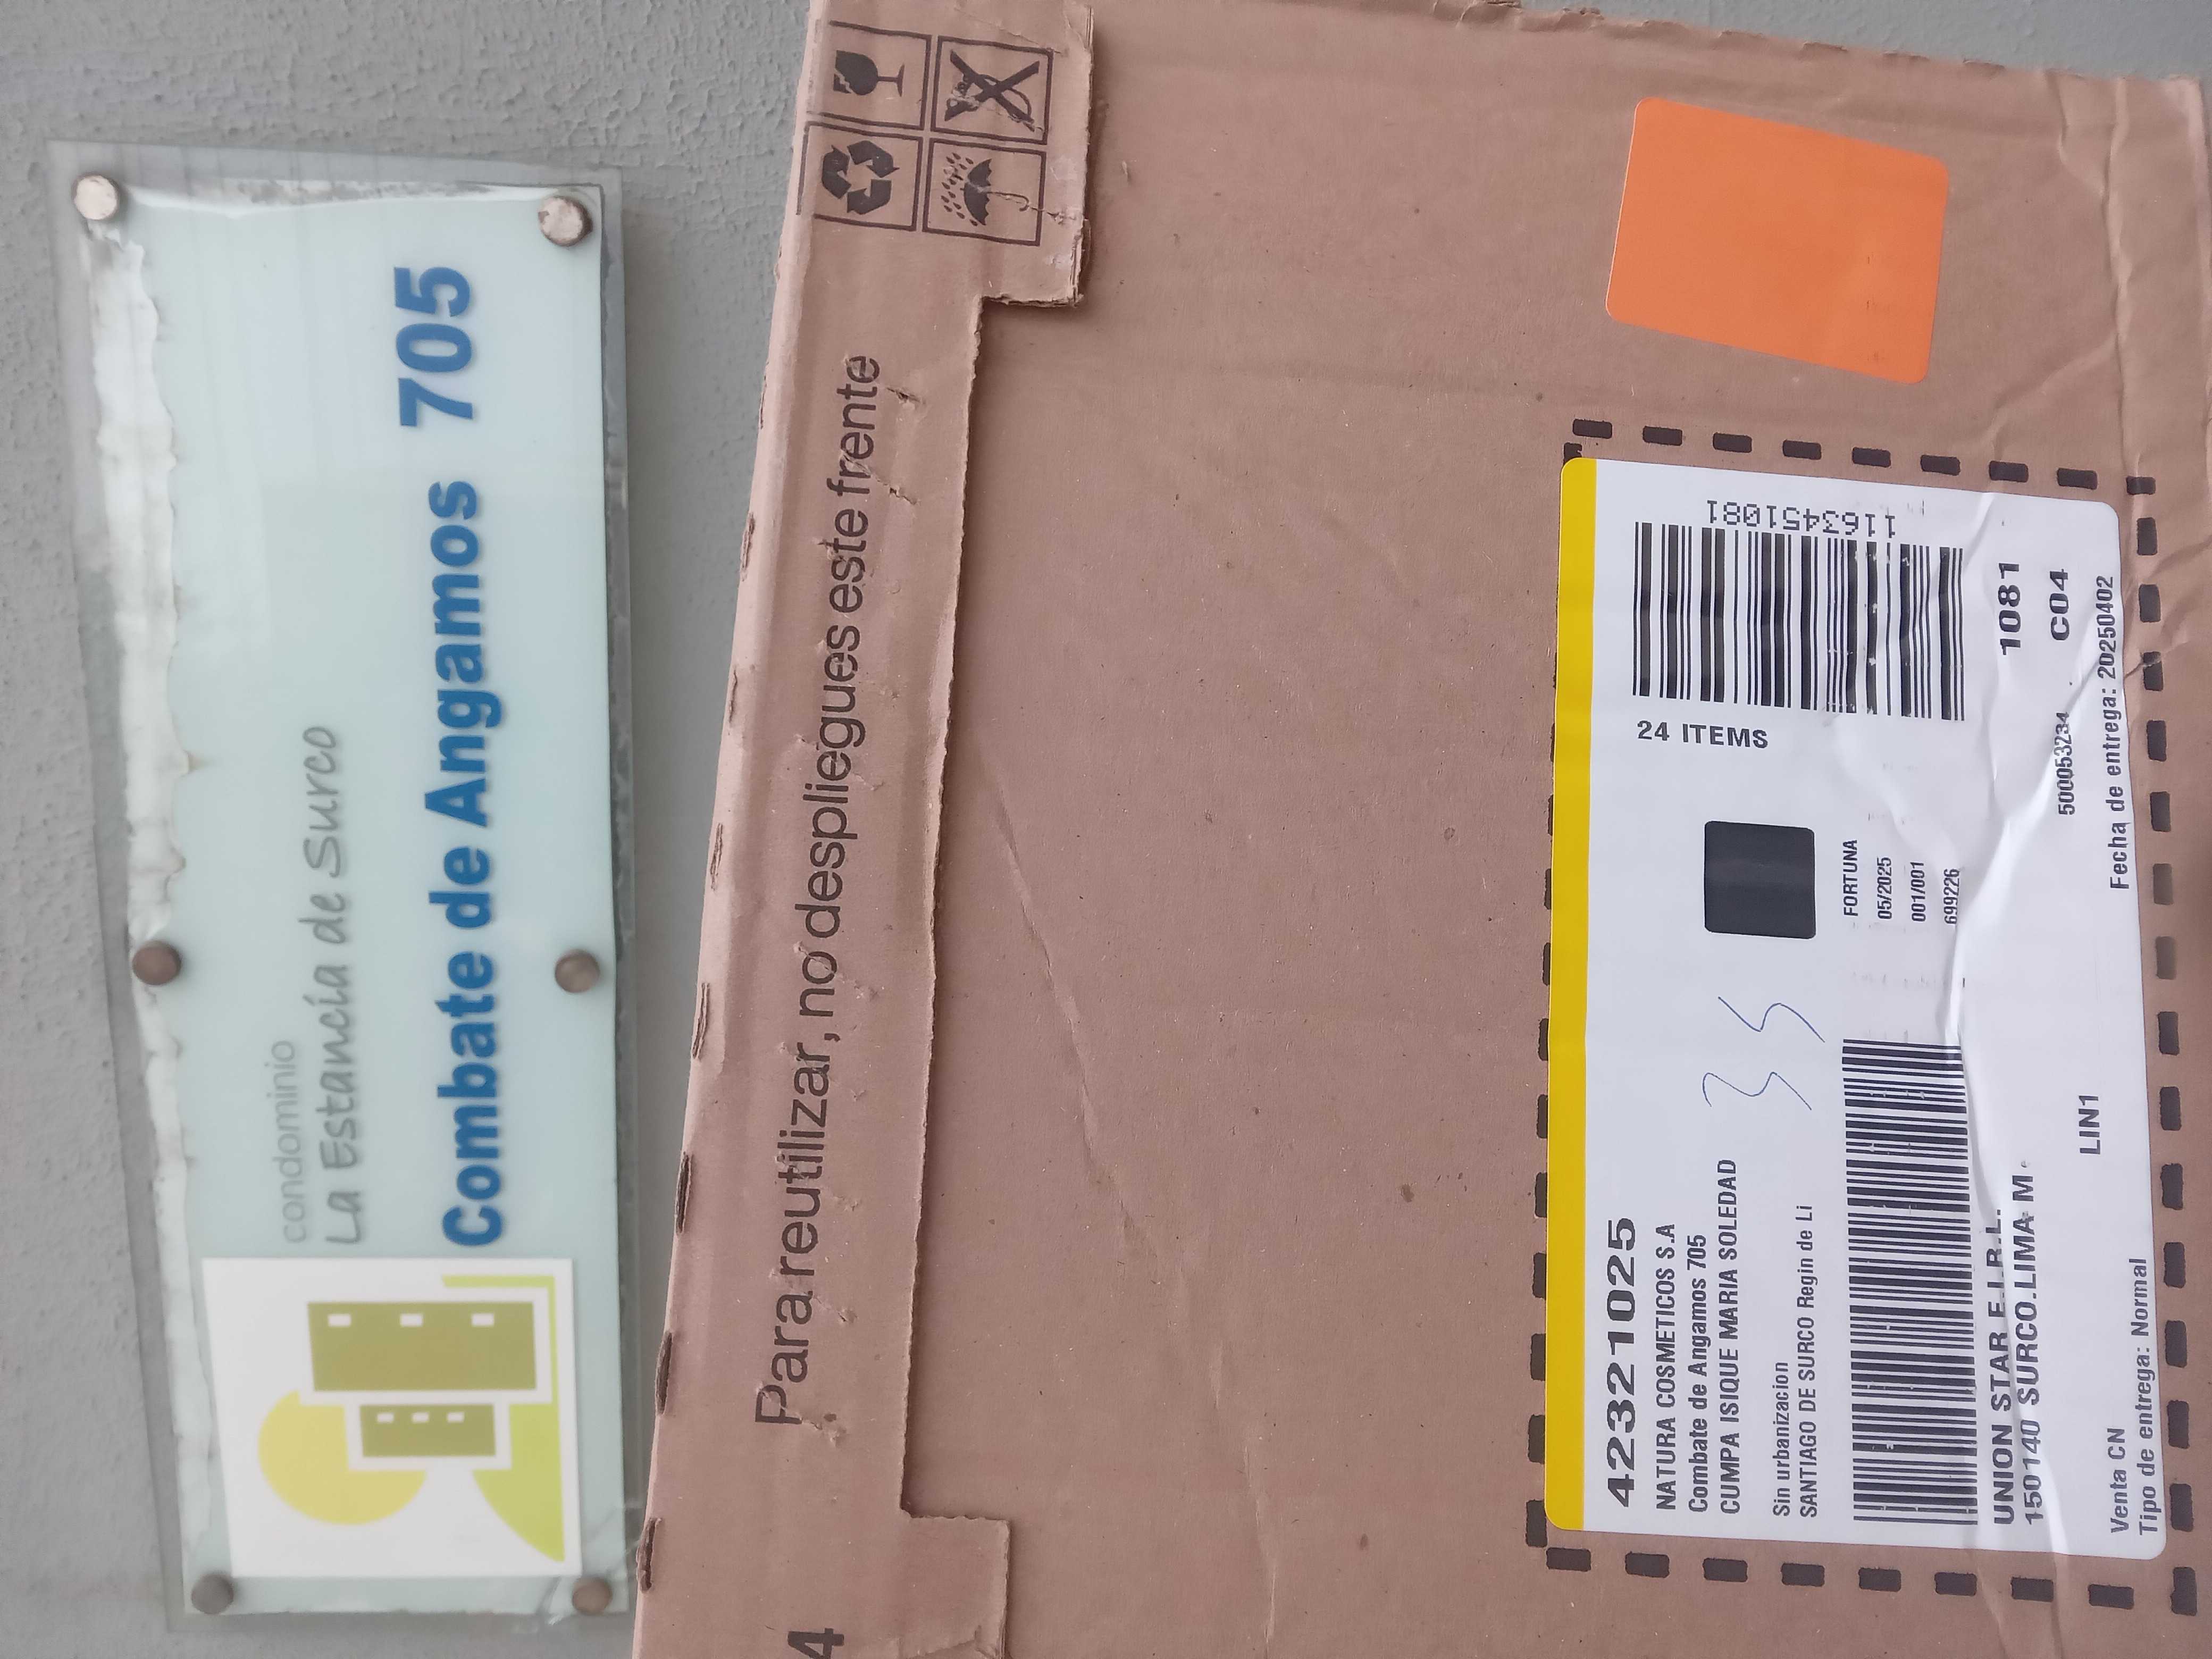 condominio
La Estancia de Surco
Combate de Angamos 705
Para reutilizar, no despliegues este frente
4
42321025
NATURA COSMETICOS S.A
Combate de Angamos 705
CUMPA ISIQUE MARIA SOLEDAD
Sin urbanizacion
SANTIAGO DE SURCO Regin de Li
24 ITEMS
1163451081
35
FORTUNA
05/2025
001/001
699226
UNION STAR E.I.R.L.
1081
150140 SURCO.LIMA M.
C04
LIN1
500053234
Venta CN
Fecha de entrega: 20250402
Tipo de entrega: Normal